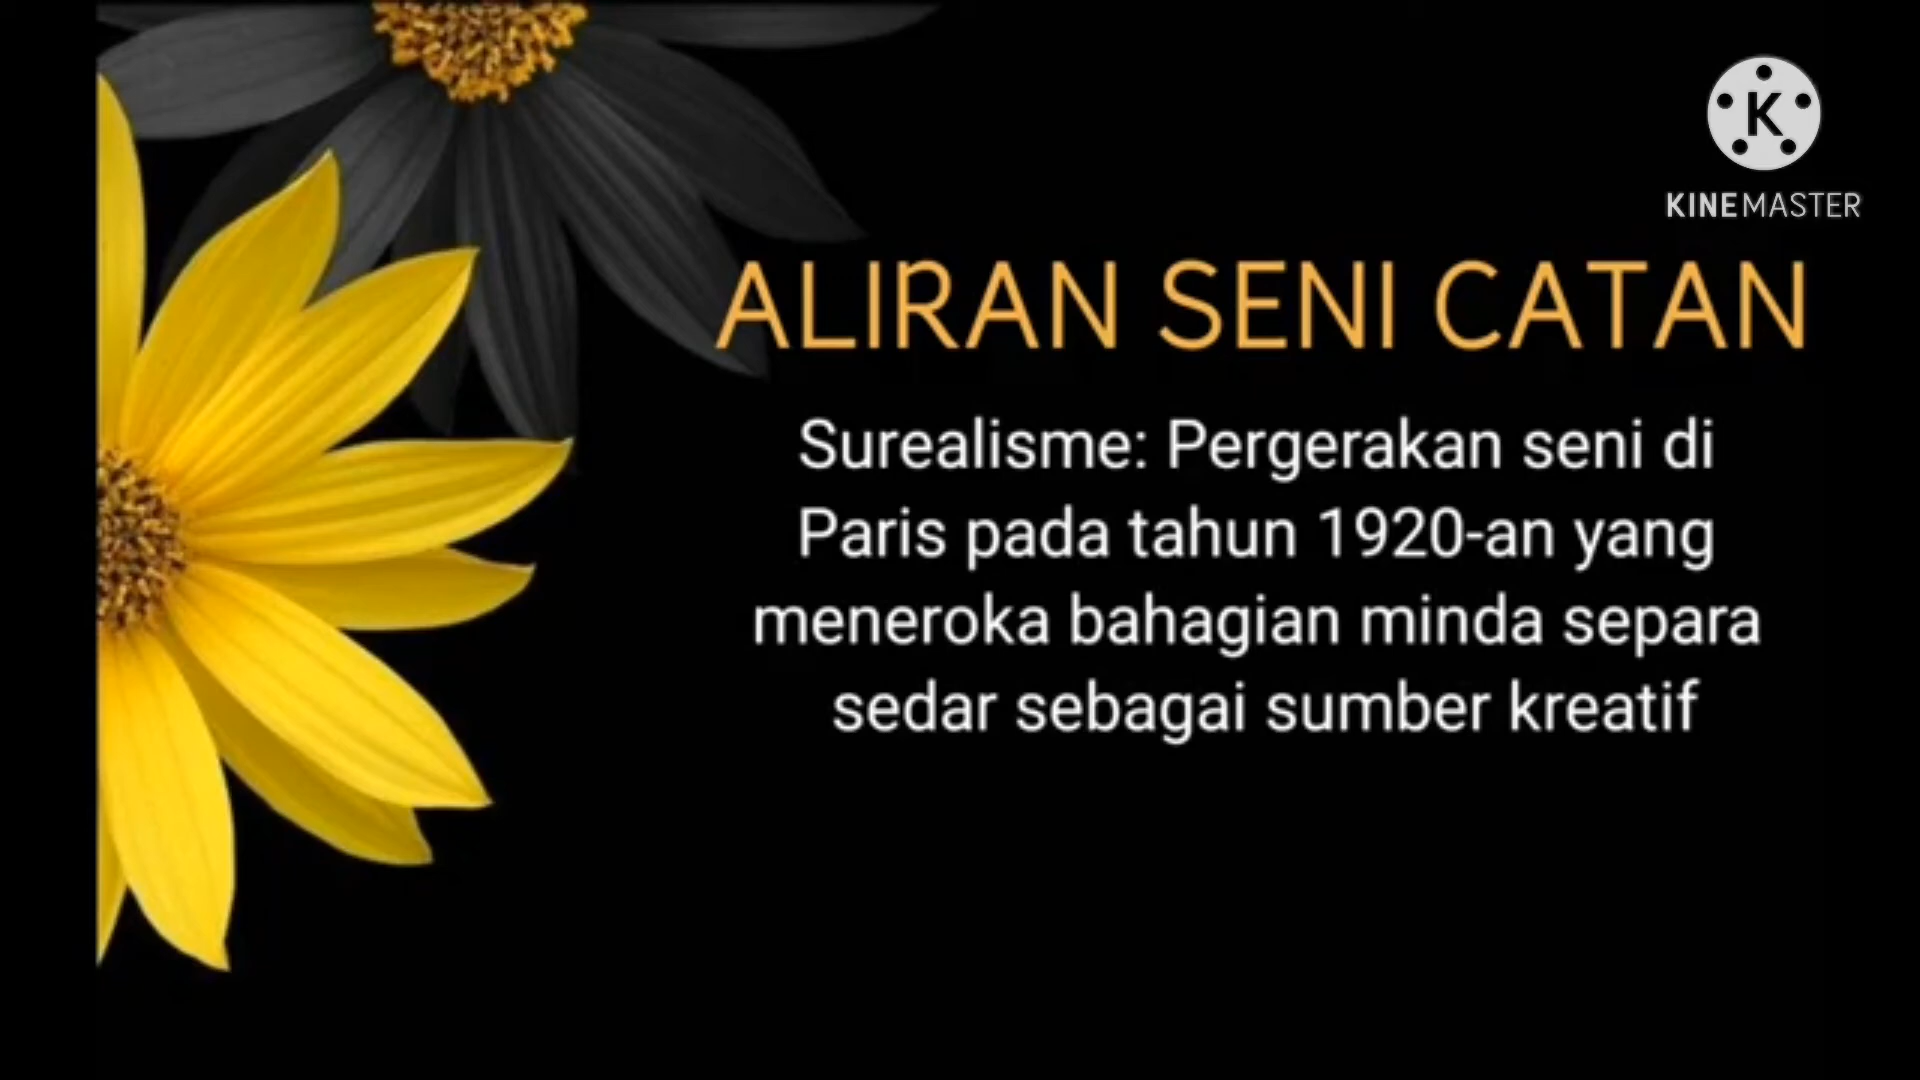 K
KINEMASTER
ALIRAN SENI CATAN
Surealisme: Pergerakan seni di
Paris pada tahun 1920-an yang
meneroka bahagian minda separa
sedar sebagai sumber kreatif